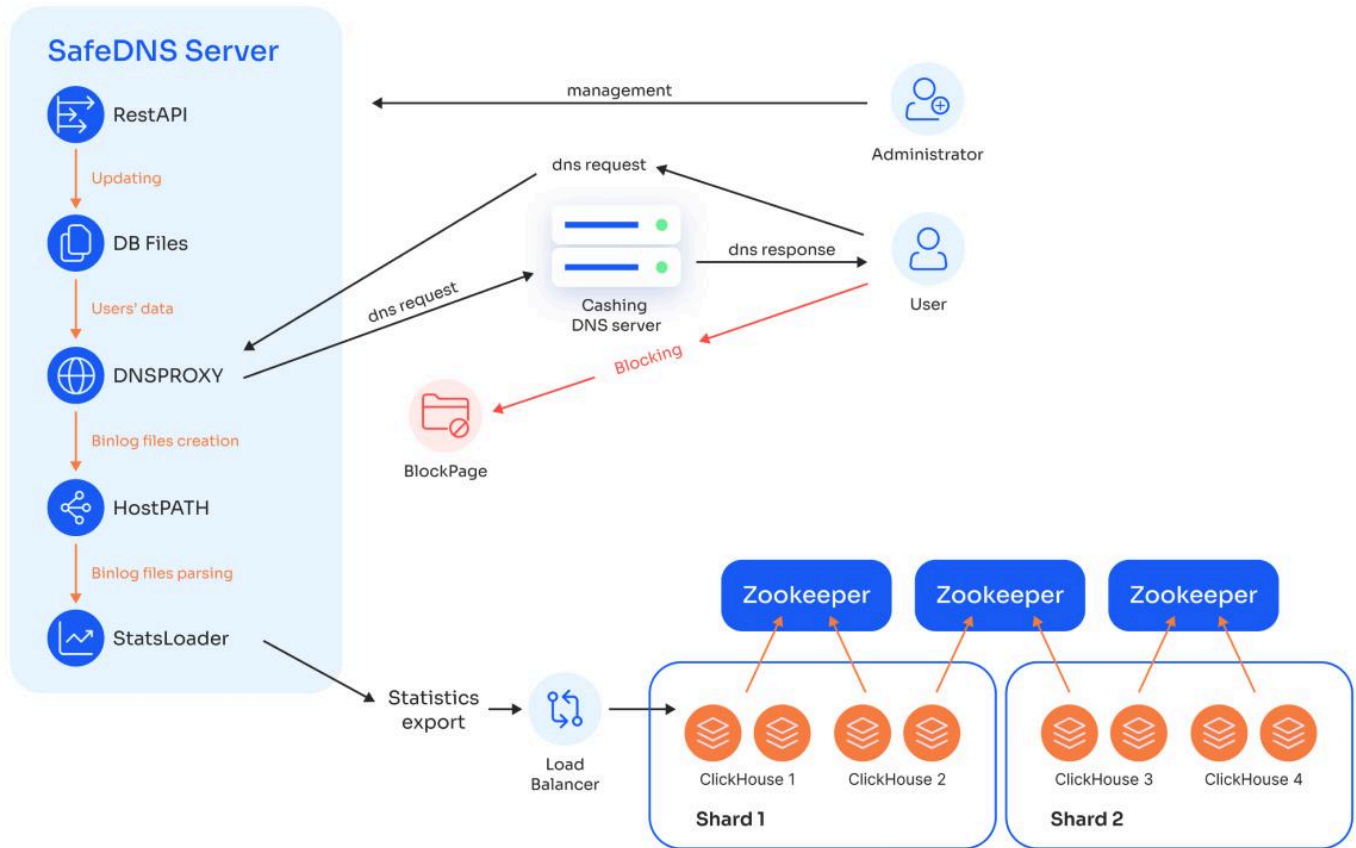 SafeDNS Server
RestAPI
Updating
DB Files
Users' data
DNSPROXY
Binlog files creation
HostPATH
Binlog files parsing
StatsLoader
management
Administrator
dns request
dns request
Cashing
DNS server
dns response
User
Blocking
BlockPage
Statistics
export
Load
Balancer
Zookeeper
Zookeeper
Zookeeper
ClickHouse 1
ClickHouse 2
Shard 1
ClickHouse 3
ClickHouse 4
Shard 2